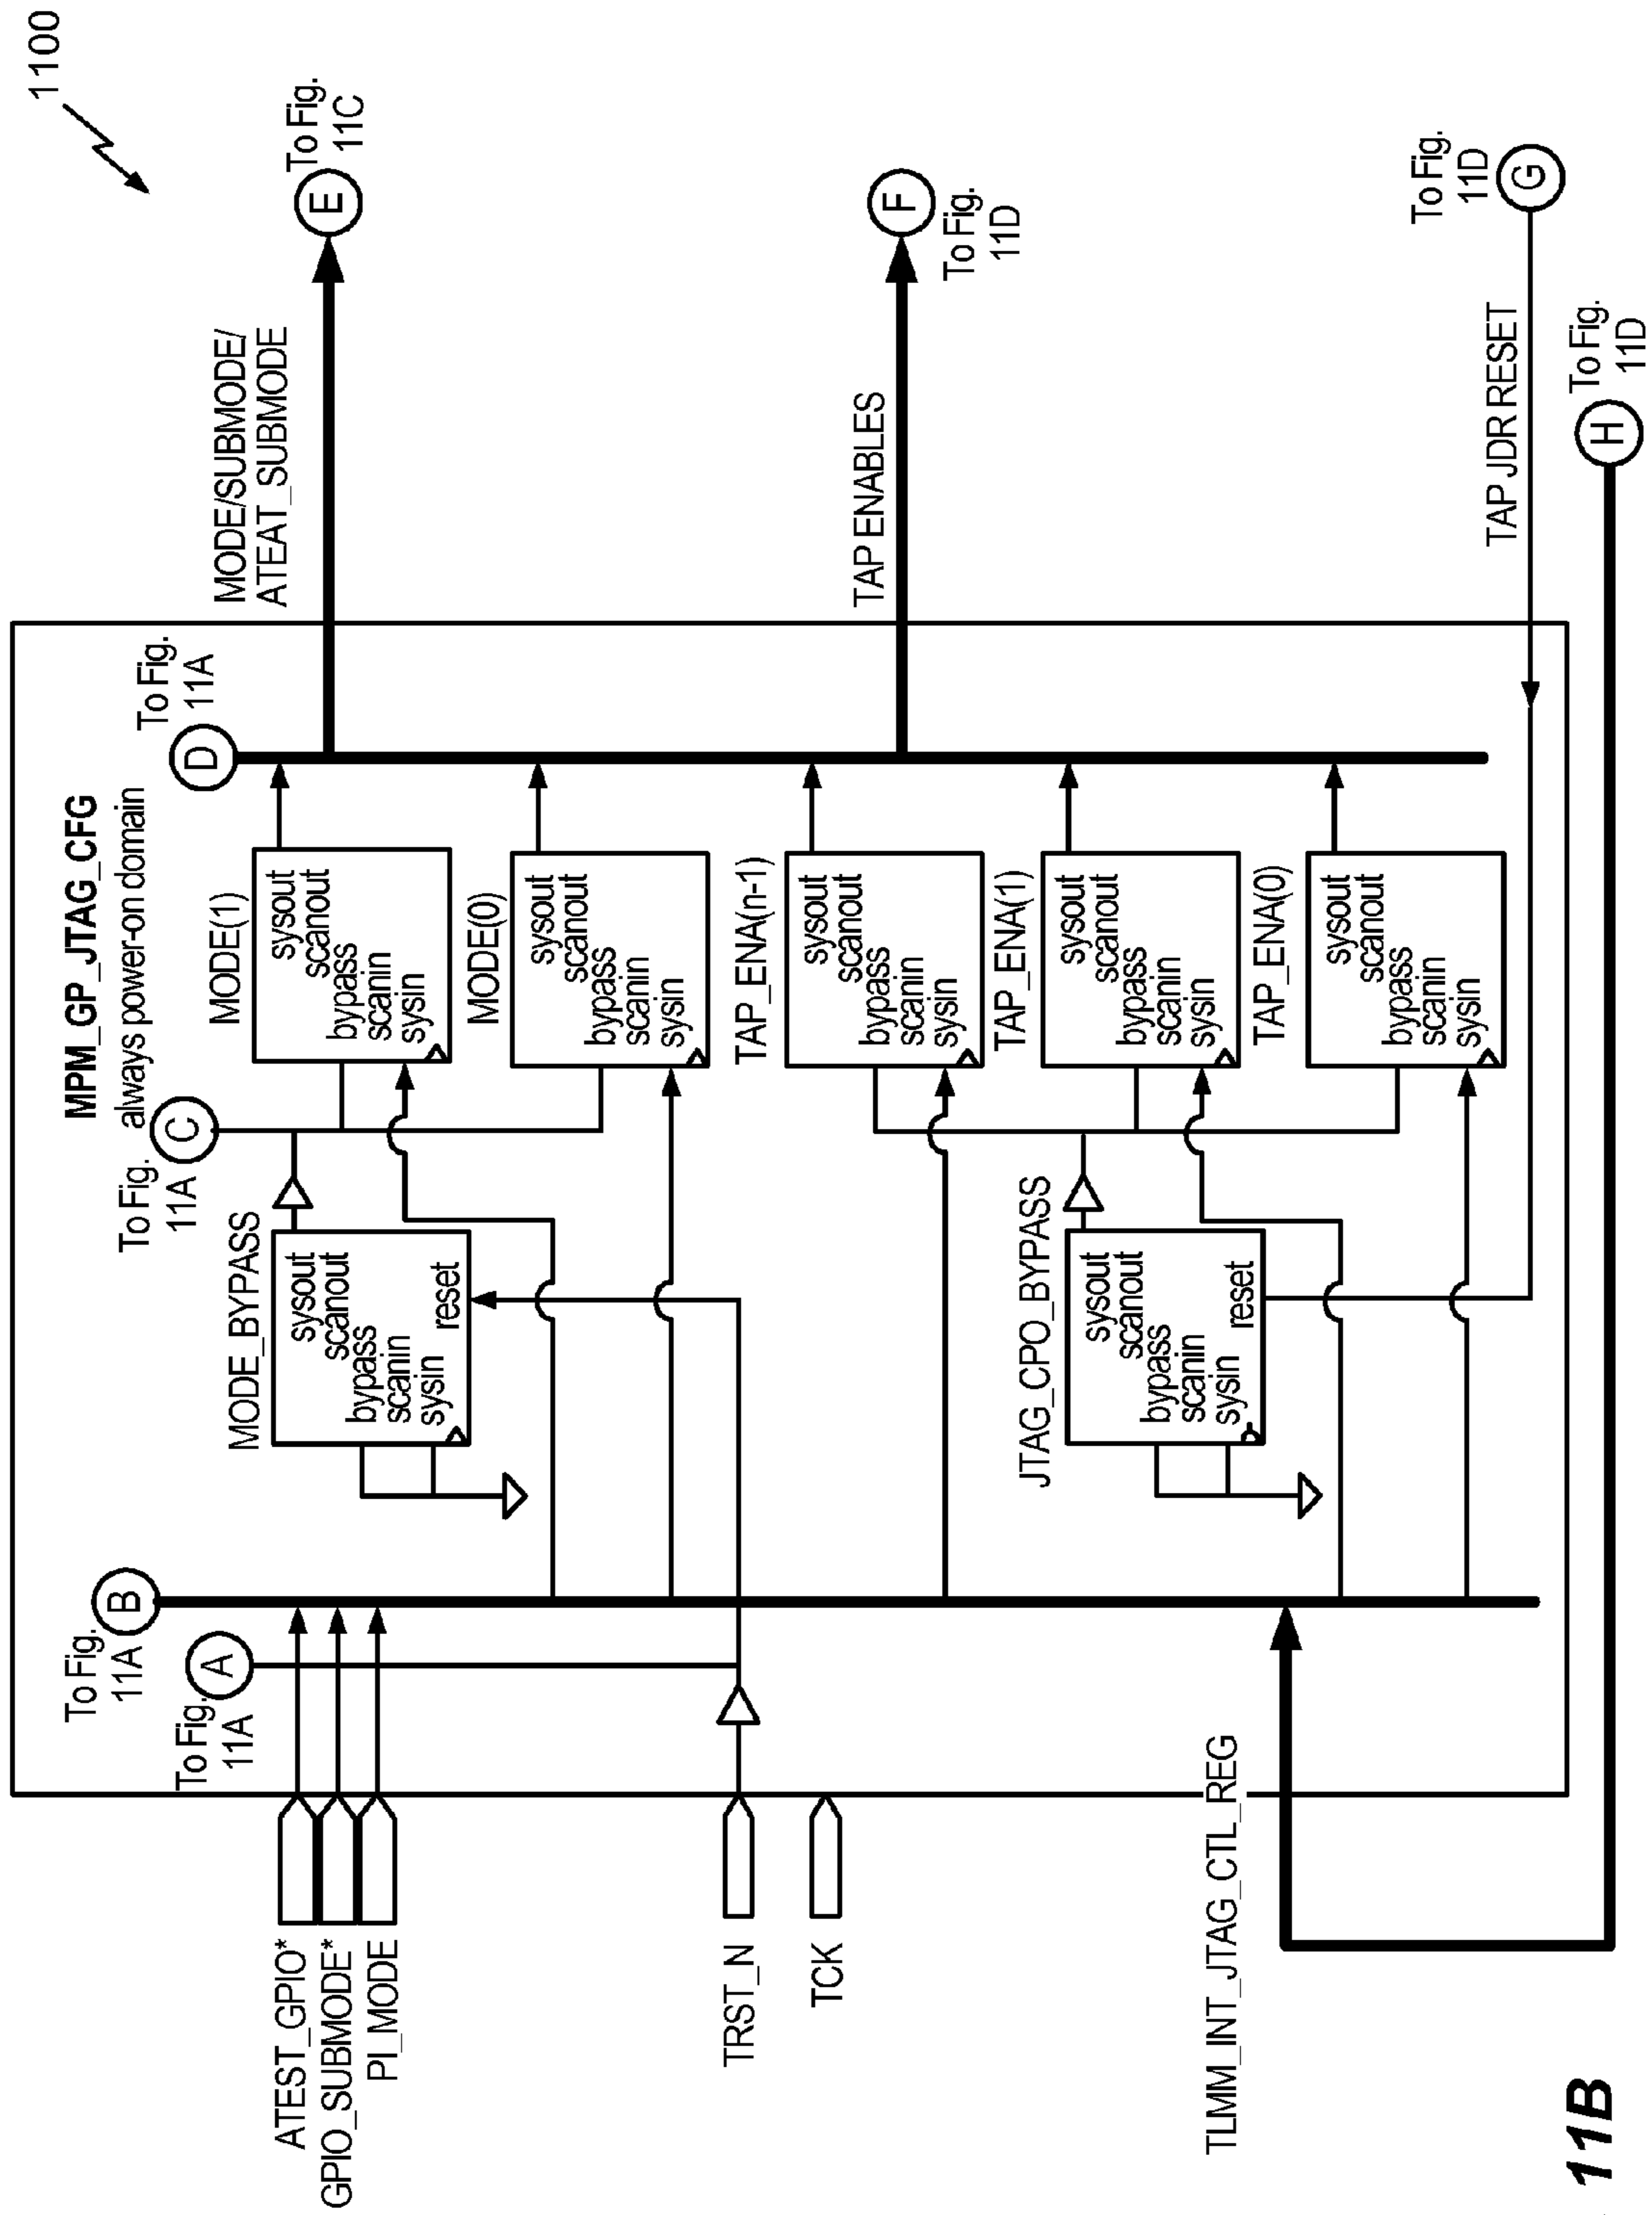 1100
To Fig.
11A
B
To Fig.
11A
A
To Fig.
11A
C
MPM_GP_JTAG_CFG
always power-on domain
To Fig.
11A
D
ATEST_GPIO*
GPIO_SUBMODE*
PI_MODE
TRST_N
TCK
TLMM_INT_JTAG_CTL_REG
MODE_BYPASS
sysout
scanout
bypass
scanin
sysin
reset
MODE(1)
sysout
scanout
bypass
scanin
sysin
MODE(0)
sysout
scanout
bypass
scanin
sysin
TAP_ENA(n-1)
sysout
scanout
bypass
scanin
sysin
JTAG_CPO_BYPASS
sysout
scanout
bypass
scanin
sysin
reset
TAP_ENA(1)
sysout
scanout
bypass
scanin
sysin
TAP_ENA(0)
sysout
scanout
bypass
scanin
sysin
MODE/SUBMODE/
ATEAT_SUBMODE
E
To Fig.
11C
TAP ENABLES
F
To Fig.
11D
TAP JDR RESET
To Fig.
11D
G
H
To Fig.
11D
11B